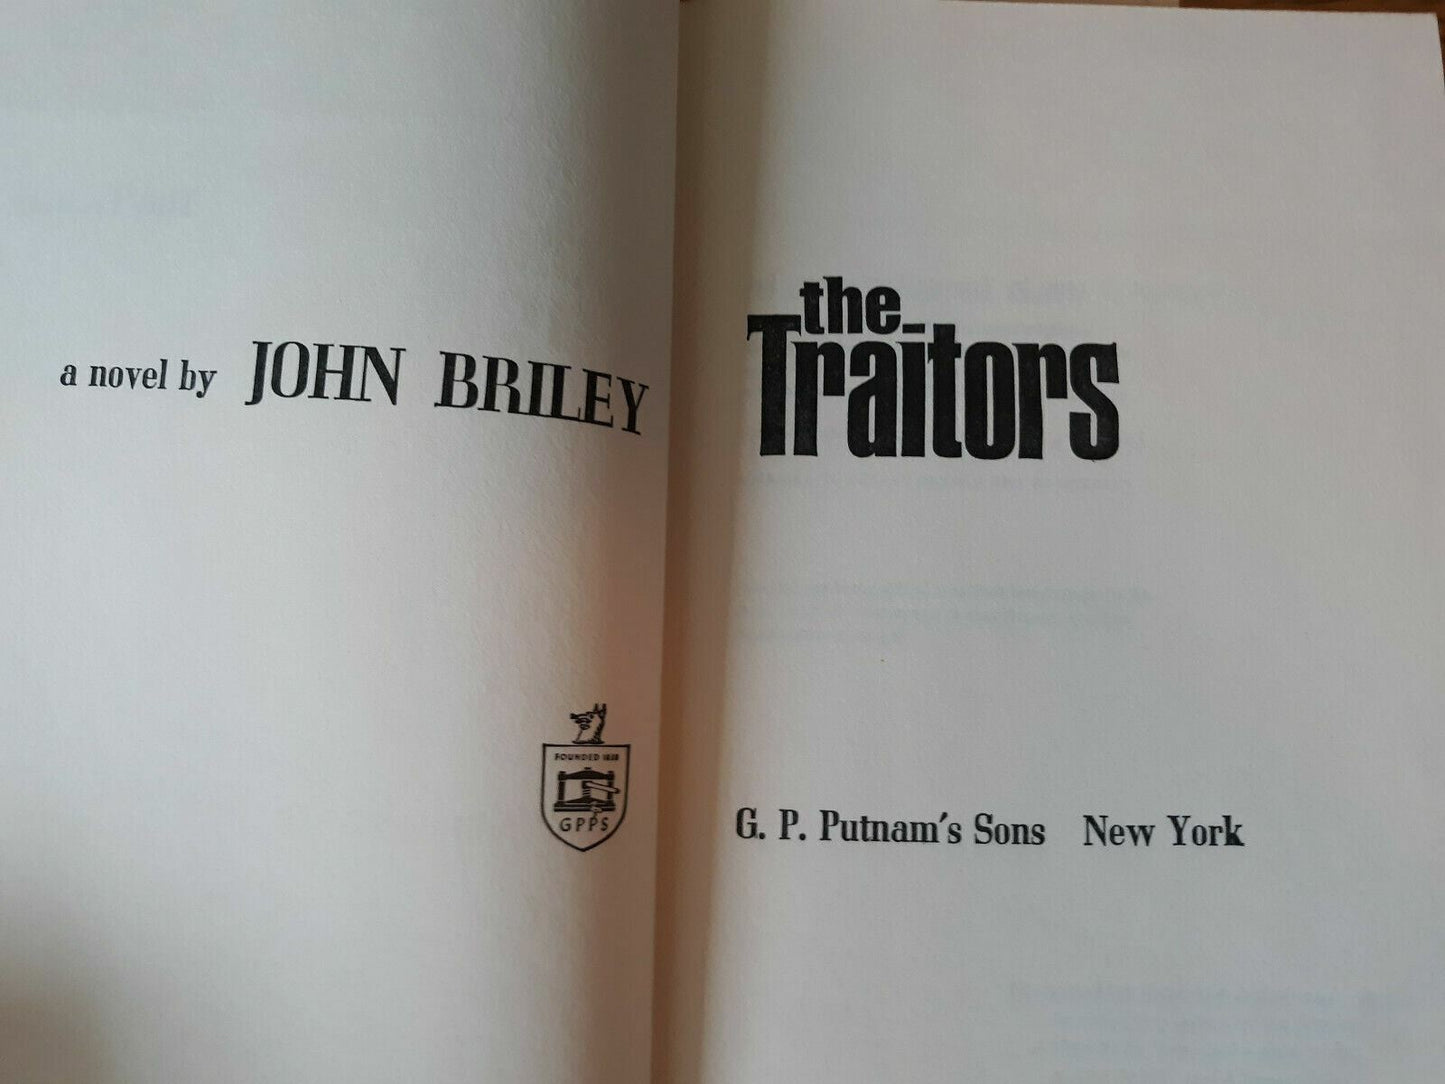 a novel by JOHN BRILEY
FOUNDED 1838
GPPS
the
Traitors
G. P. Putnam's Sons New York